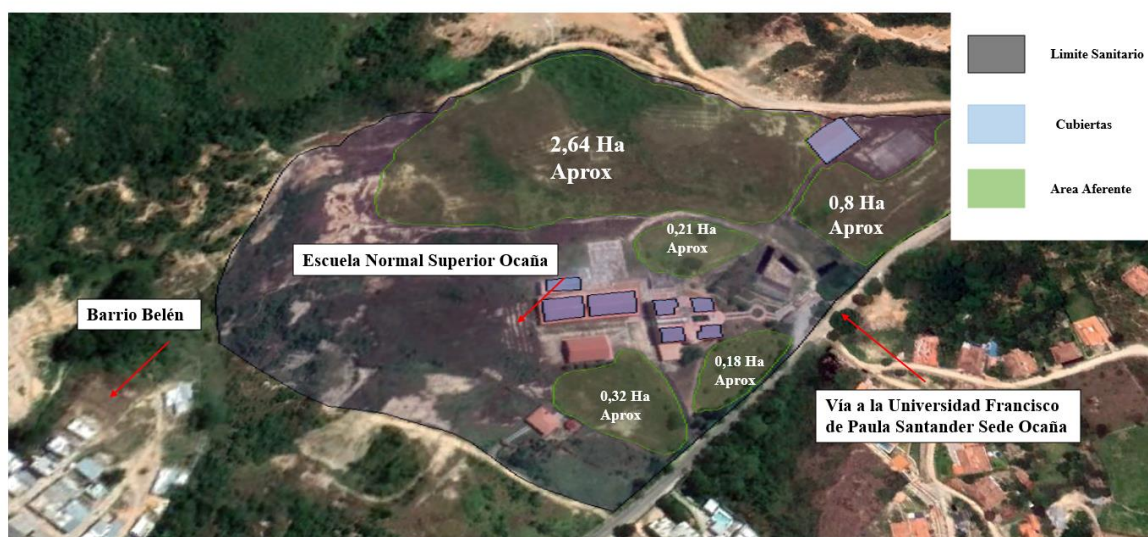 Limite Sanitario
Cubiertas
Area Aferente
2,64 Ha
Aprox
0,8 Ha
Aprox
0,21 Ha
Aprox
Escuela Normal Superior Ocaña
Barrio Belén
0,18 Ha
Aprox
0,32 Ha
Aprox
Vía a la Universidad Francisco
de Paula Santander Sede Ocaña